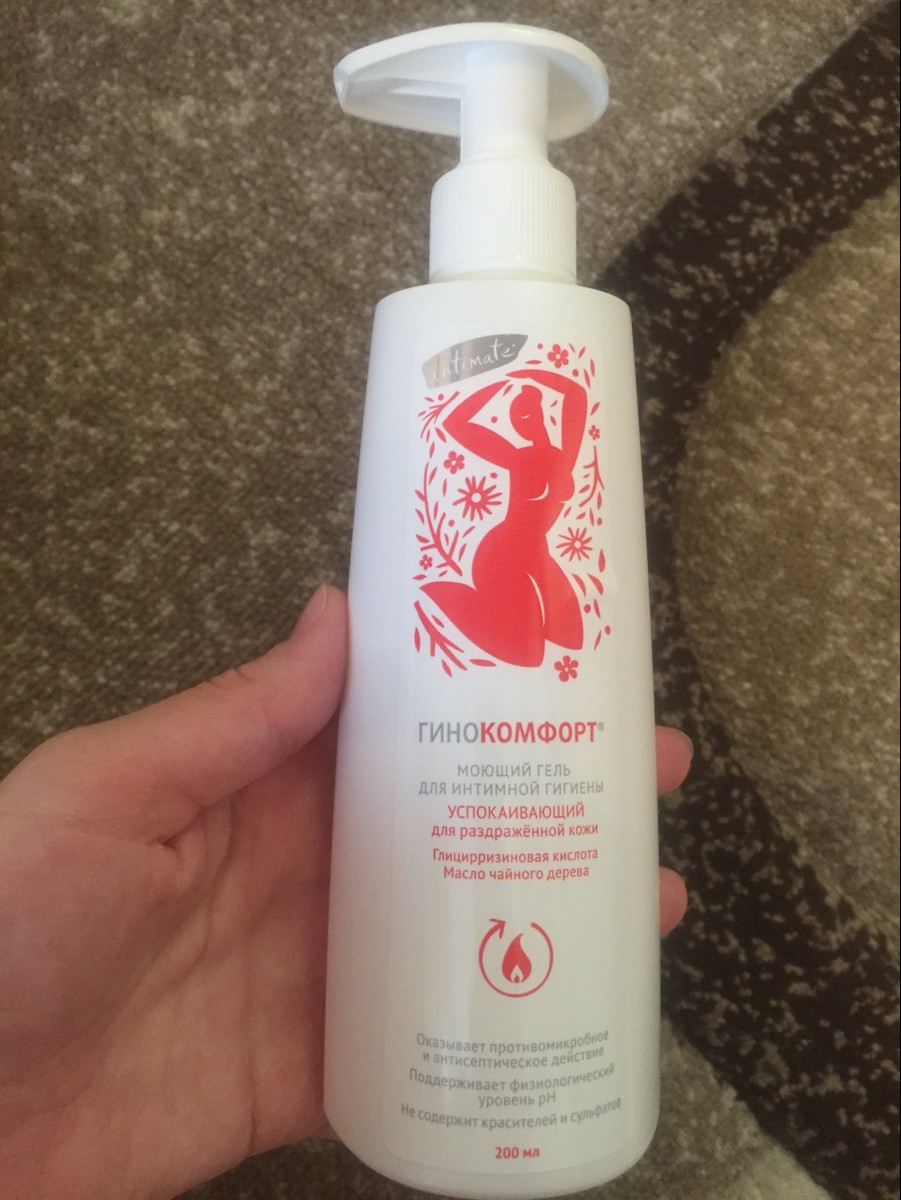 intimate
ГИНОКОМФОРТ®
МОЮЩИЙ ГЕЛЬ
ДЛЯ ИНТИМНОЙ ГИГИЕНЫ
УСПОКАИВАЮЩИЙ
для раздражённой кожи
Глицирризиновая кислота
Масло чайного дерева
Оказывает противомикробное
и антисептическое действие
Поддерживает физиологический
уровень pH
Не содержит красителей и сульфатов
200 мл